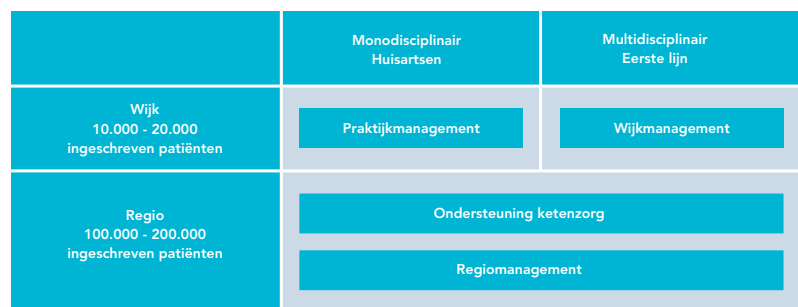 Monodisciplinair
Huisartsen
Multidisciplinair
Eerste lijn
Wijk
10.000 - 20.000
ingeschreven patiënten
Praktijkmanagement
Wijkmanagement
Regio
100.000 - 200.000
ingeschreven patiënten
Ondersteuning ketenzorg
Regiomanagement